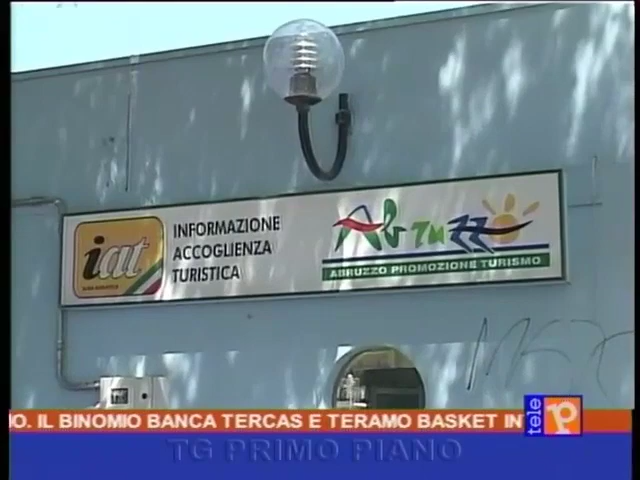 iat
INFORMAZIONE
ACCOGLIENZA
TURISTICA
Abruzzo
ABRUZZO PROMOZIONE TURISMO
O. IL BINOMIO BANCA TERCAS E TERAMO BASKET IN
tele
p
TG PRIMO PIANO